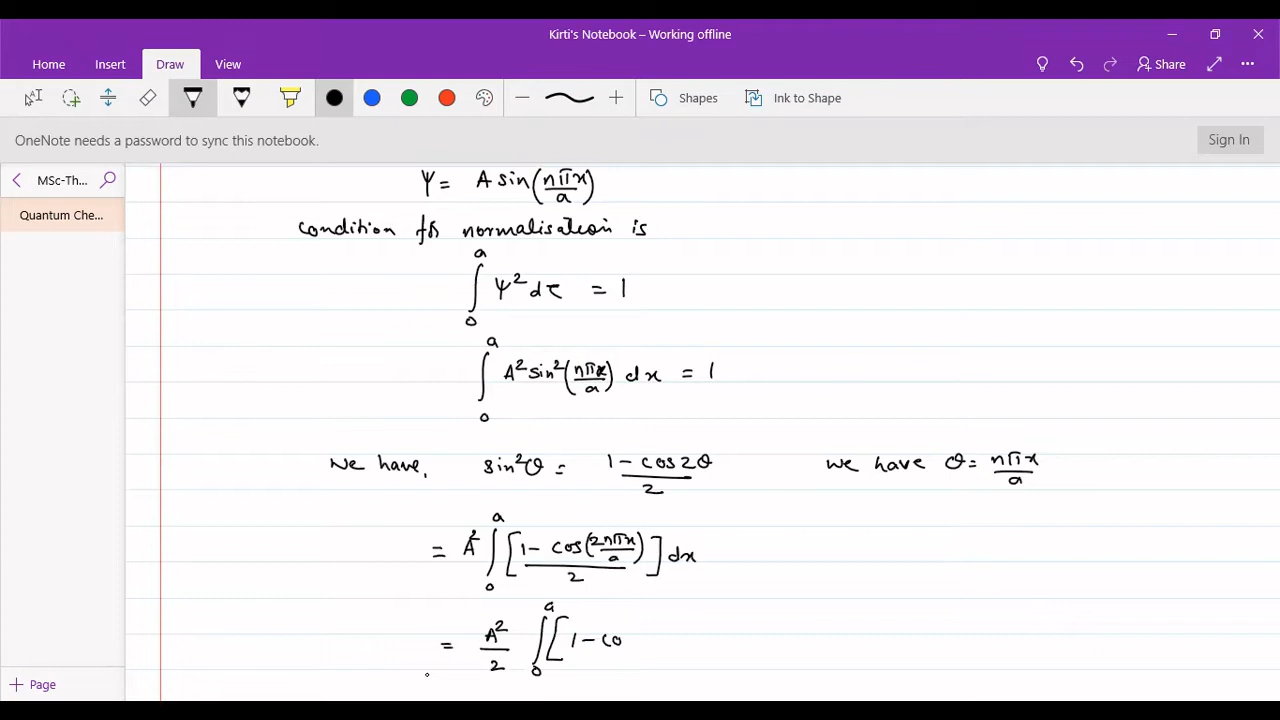 Kirti's Notebook – Working offline
Home Insert Draw View Share
Shapes Ink to Shape
OneNote needs a password to sync this notebook. Sign In
MSc-Th...
Quantum Che...
Ψ = A sin(nπx/a)
condition for normalisation is
∫₀ᵃ Ψ² dτ = 1
∫₀ᵃ A² sin²(nπx/a) dx = 1
We have, sin²θ = (1 − cos2θ)/2 we have θ = nπx/a
= A² ∫₀ᵃ [(1 − cos(2nπx/a))/2] dx
= A²/2 ∫₀ᵃ [1 − co
+ Page